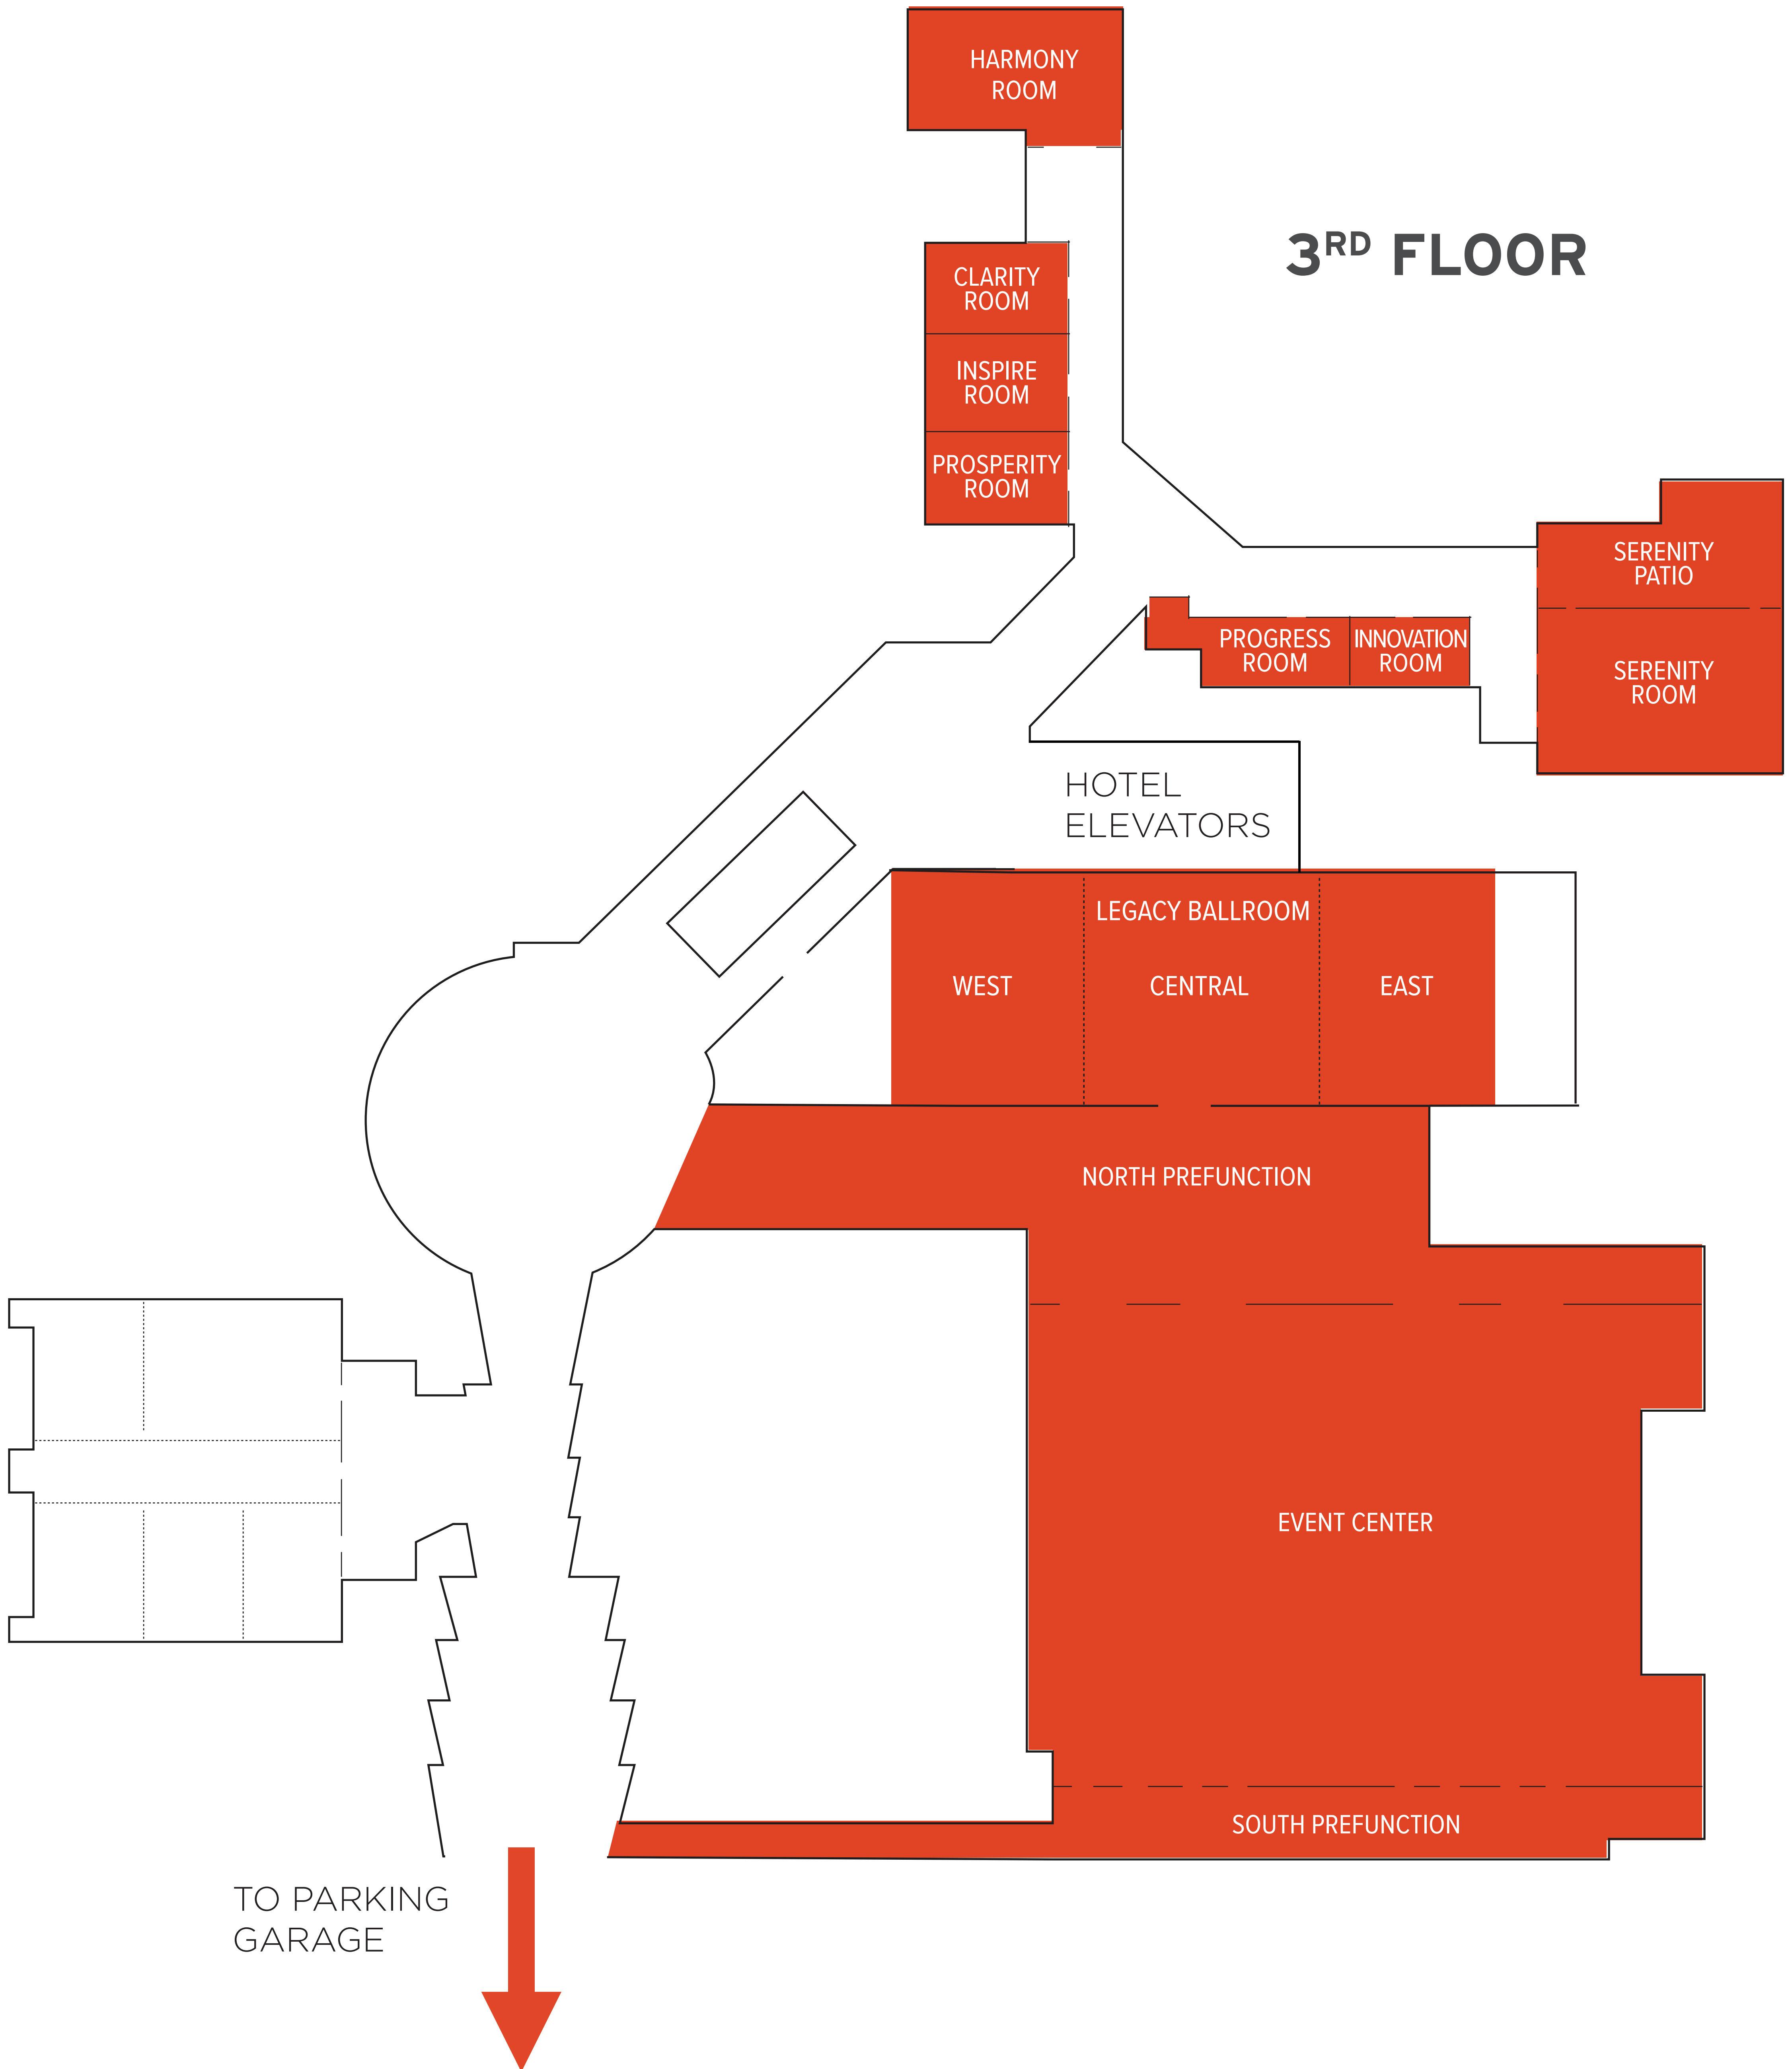 HARMONY
ROOM
3RD FLOOR
CLARITY
ROOM
INSPIRE
ROOM
PROSPERITY
ROOM
SERENITY
PATIO
PROGRESS
ROOM
INNOVATION
ROOM
SERENITY
ROOM
HOTEL
ELEVATORS
LEGACY BALLROOM
WEST
CENTRAL
EAST
NORTH PREFUNCTION
EVENT CENTER
SOUTH PREFUNCTION
TO PARKING
GARAGE